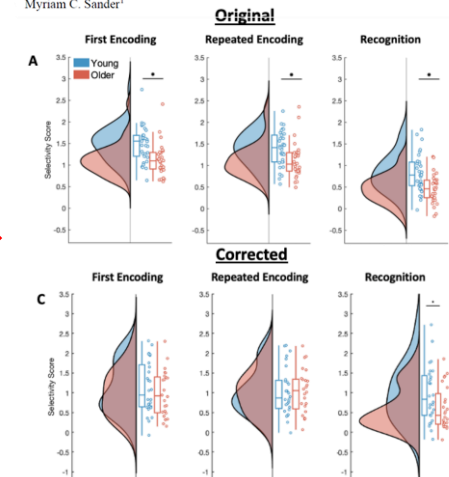 Myriam C. Sander¹
Original
First Encoding Repeated Encoding Recognition
A
Young
Older
Selectivity Score
3.5 3 2.5 2 1.5 1 0.5 0 -0.5
3.5 3 2.5 2 1.5 1 0.5 0 -0.5
3.5 3 2.5 2 1.5 1 0.5 0 -0.5
* * *
Corrected
First Encoding Repeated Encoding Recognition
C
Selectivity Score
3.5 3 2.5 2 1.5 1 0.5 0 -0.5 -1
3.5 3 2.5 2 1.5 1 0.5 0 -0.5 -1
3.5 3 2.5 2 1.5 1 0.5 0 -0.5 -1
*